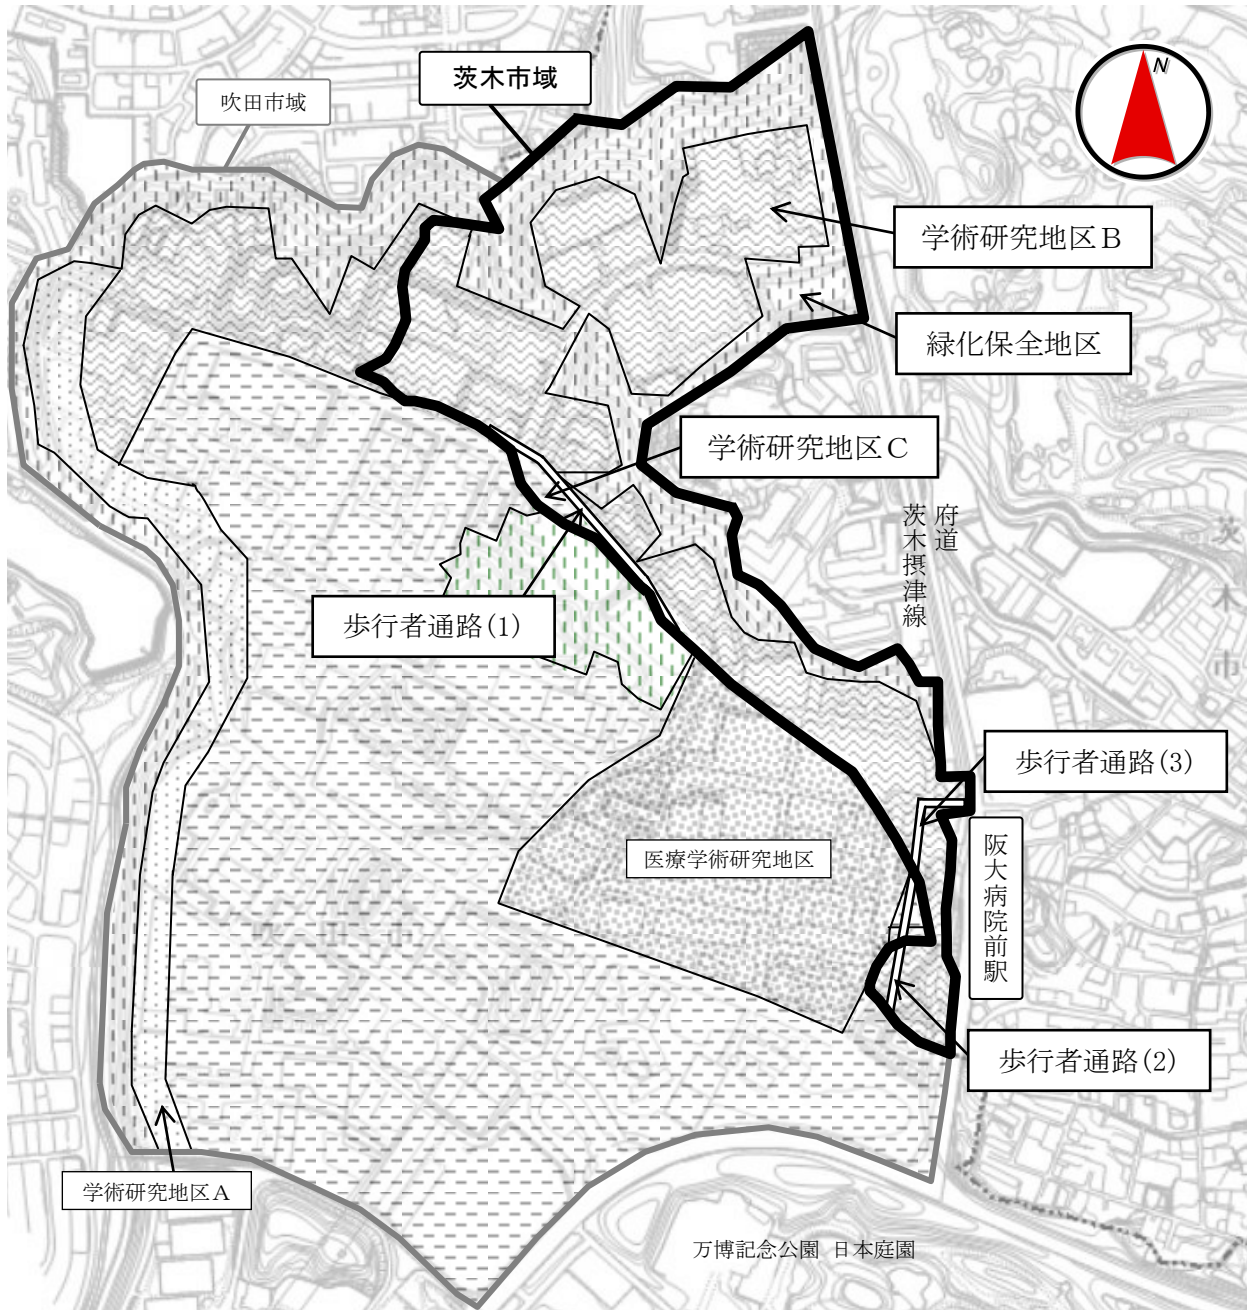 吹田市域
茨木市域
N
学術研究地区B
緑化保全地区
学術研究地区C
府道
茨木摂津線
茨木市
歩行者通路(1)
歩行者通路(3)
医療学術研究地区
阪大病院前駅
歩行者通路(2)
学術研究地区A
万博記念公園 日本庭園